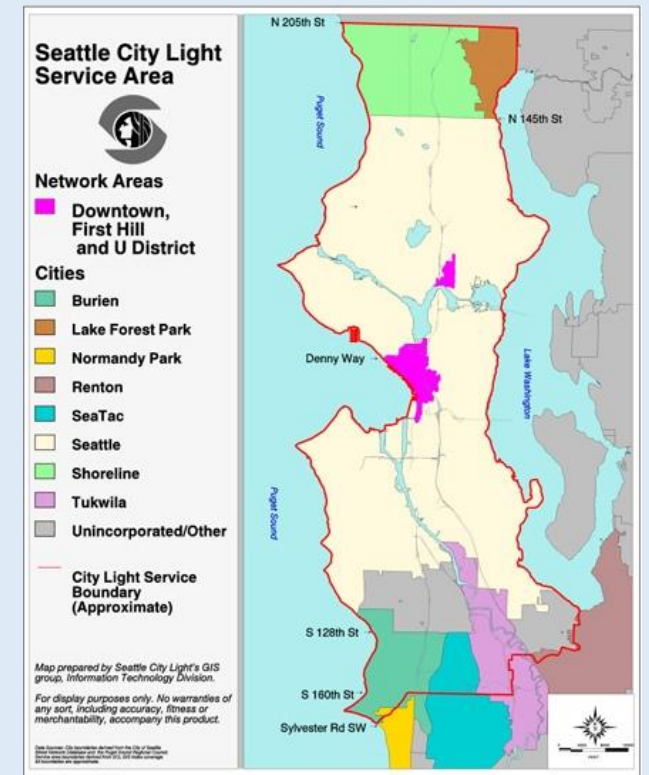 Seattle City Light
Service Area
Network Areas
Downtown,
First Hill
and U District
Cities
Burien
Lake Forest Park
Normandy Park
Renton
SeaTac
Seattle
Shoreline
Tukwila
Unincorporated/Other
City Light Service
Boundary
(Approximate)
Map prepared by Seattle City Light's GIS
group, Information Technology Division.
For display purposes only. No warranties of
any sort, including accuracy, fitness or
merchantability, accompany this product.
N 205th St
Puget Sound
N 145th St
Denny Way
Lake Washington
Puget Sound
S 128th St
S 160th St
Sylvester Rd SW